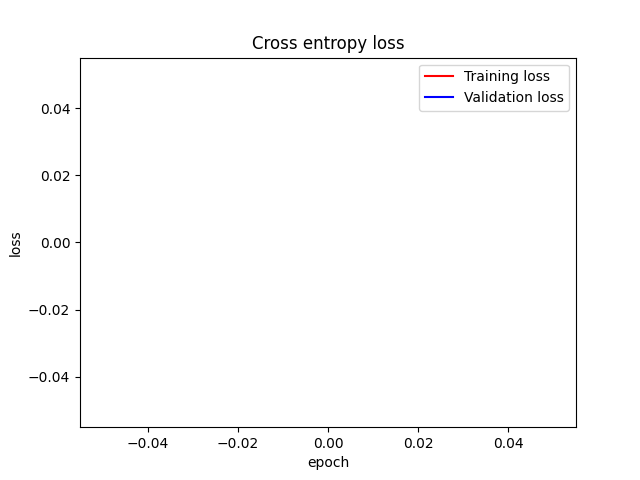 Cross entropy loss
Training loss
Validation loss
0.04
0.02
0.00
−0.02
−0.04
loss
−0.04 −0.02 0.00 0.02 0.04
epoch